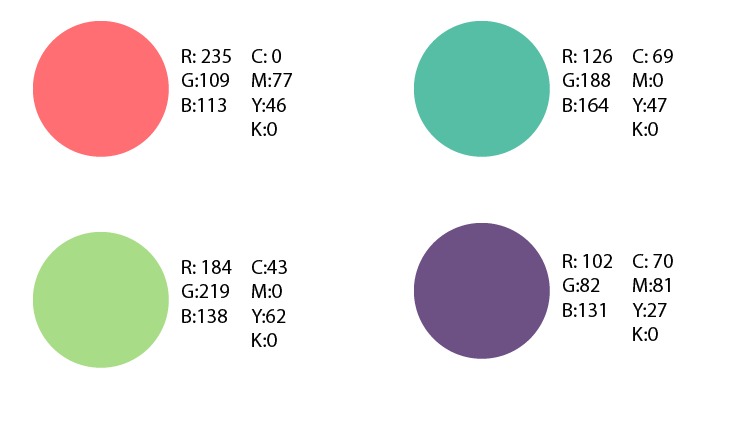 R: 235 C: 0
G:109 M:77
B:113 Y:46
K:0
R: 126 C: 69
G:188 M:0
B:164 Y:47
K:0
R: 184 C:43
G:219 M:0
B:138 Y:62
K:0
R: 102 C: 70
G:82 M:81
B:131 Y:27
K:0